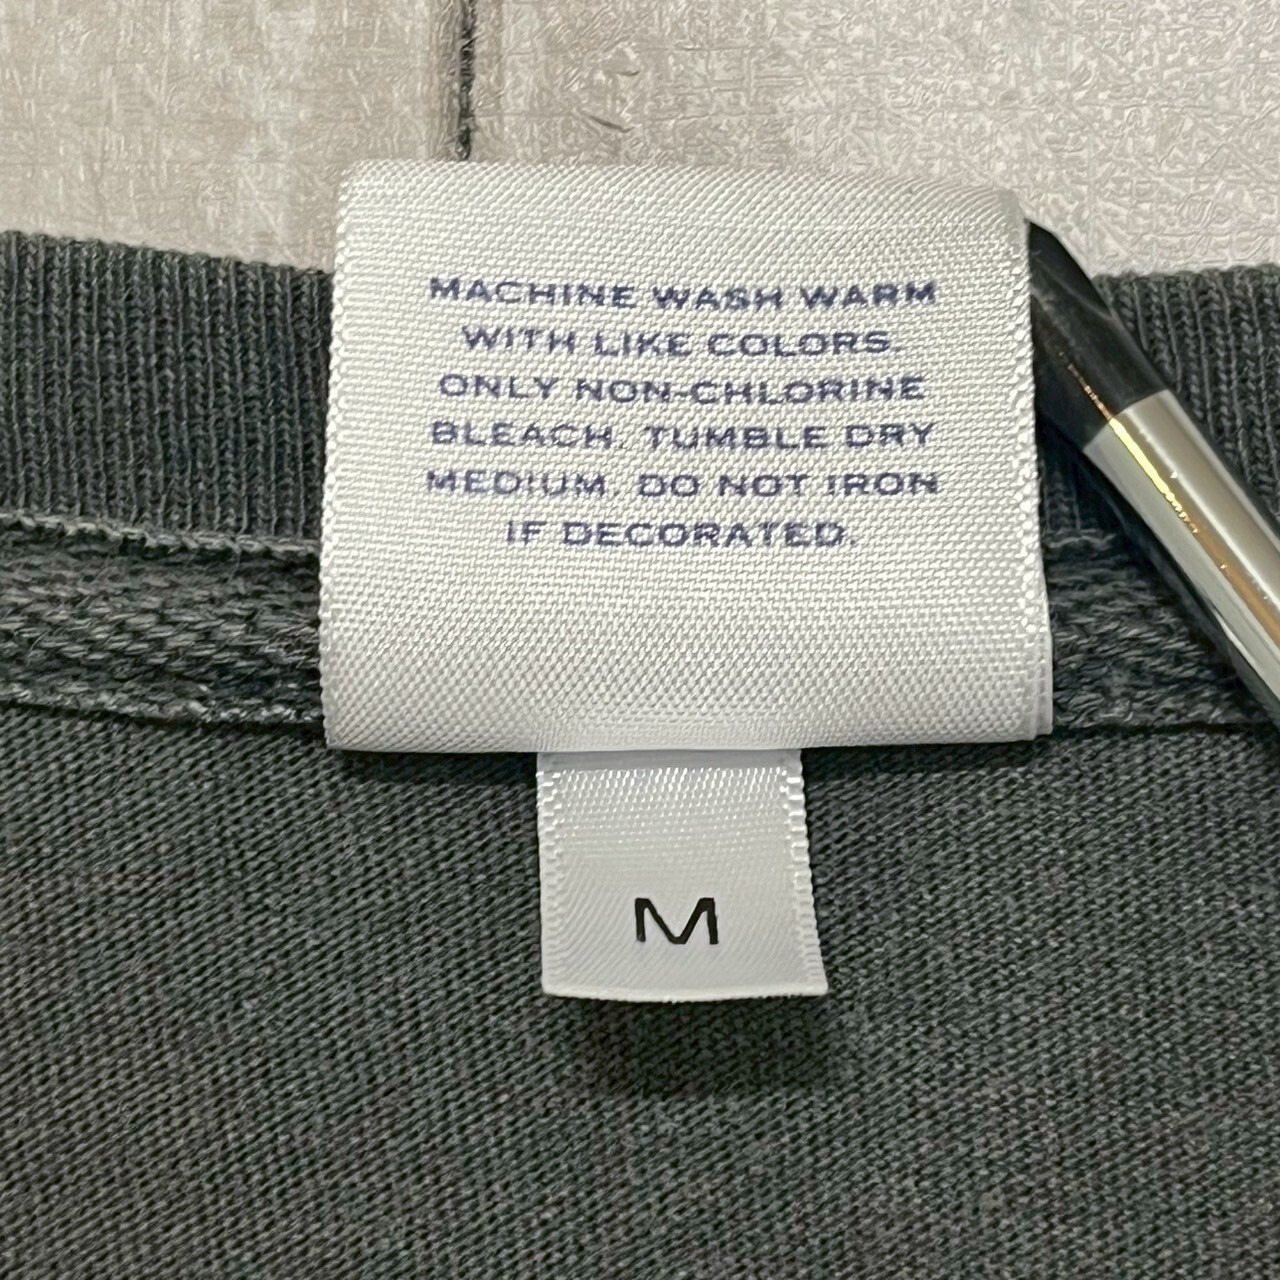 MACHINE WASH WARM
WITH LIKE COLORS.
ONLY NON-CHLORINE
BLEACH. TUMBLE DRY
MEDIUM. DO NOT IRON
IF DECORATED.
M